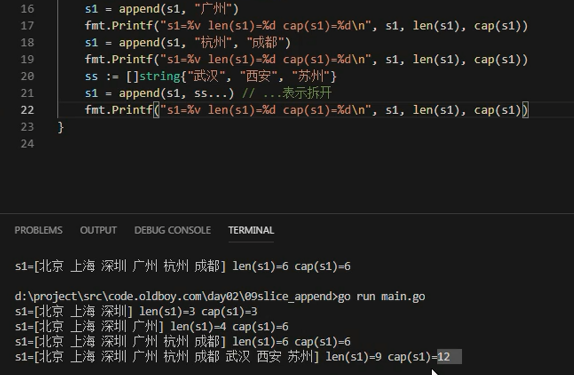 16 s1 = append(s1, "广州")
17 fmt.Printf("s1=%v len(s1)=%d cap(s1)=%d\n", s1, len(s1), cap(s1))
18 s1 = append(s1, "杭州", "成都")
19 fmt.Printf("s1=%v len(s1)=%d cap(s1)=%d\n", s1, len(s1), cap(s1))
20 ss := []string{"武汉", "西安", "苏州"}
21 s1 = append(s1, ss...) // ...表示拆开
22 fmt.Printf("s1=%v len(s1)=%d cap(s1)=%d\n", s1, len(s1), cap(s1))
23 }
24
PROBLEMS OUTPUT DEBUG CONSOLE TERMINAL
s1=[北京 上海 深圳 广州 杭州 成都] len(s1)=6 cap(s1)=6
d:\project\src\code.oldboy.com\day02\09slice_append>go run main.go
s1=[北京 上海 深圳] len(s1)=3 cap(s1)=3
s1=[北京 上海 深圳 广州] len(s1)=4 cap(s1)=6
s1=[北京 上海 深圳 广州 杭州 成都] len(s1)=6 cap(s1)=6
s1=[北京 上海 深圳 广州 杭州 成都 武汉 西安 苏州] len(s1)=9 cap(s1)=12